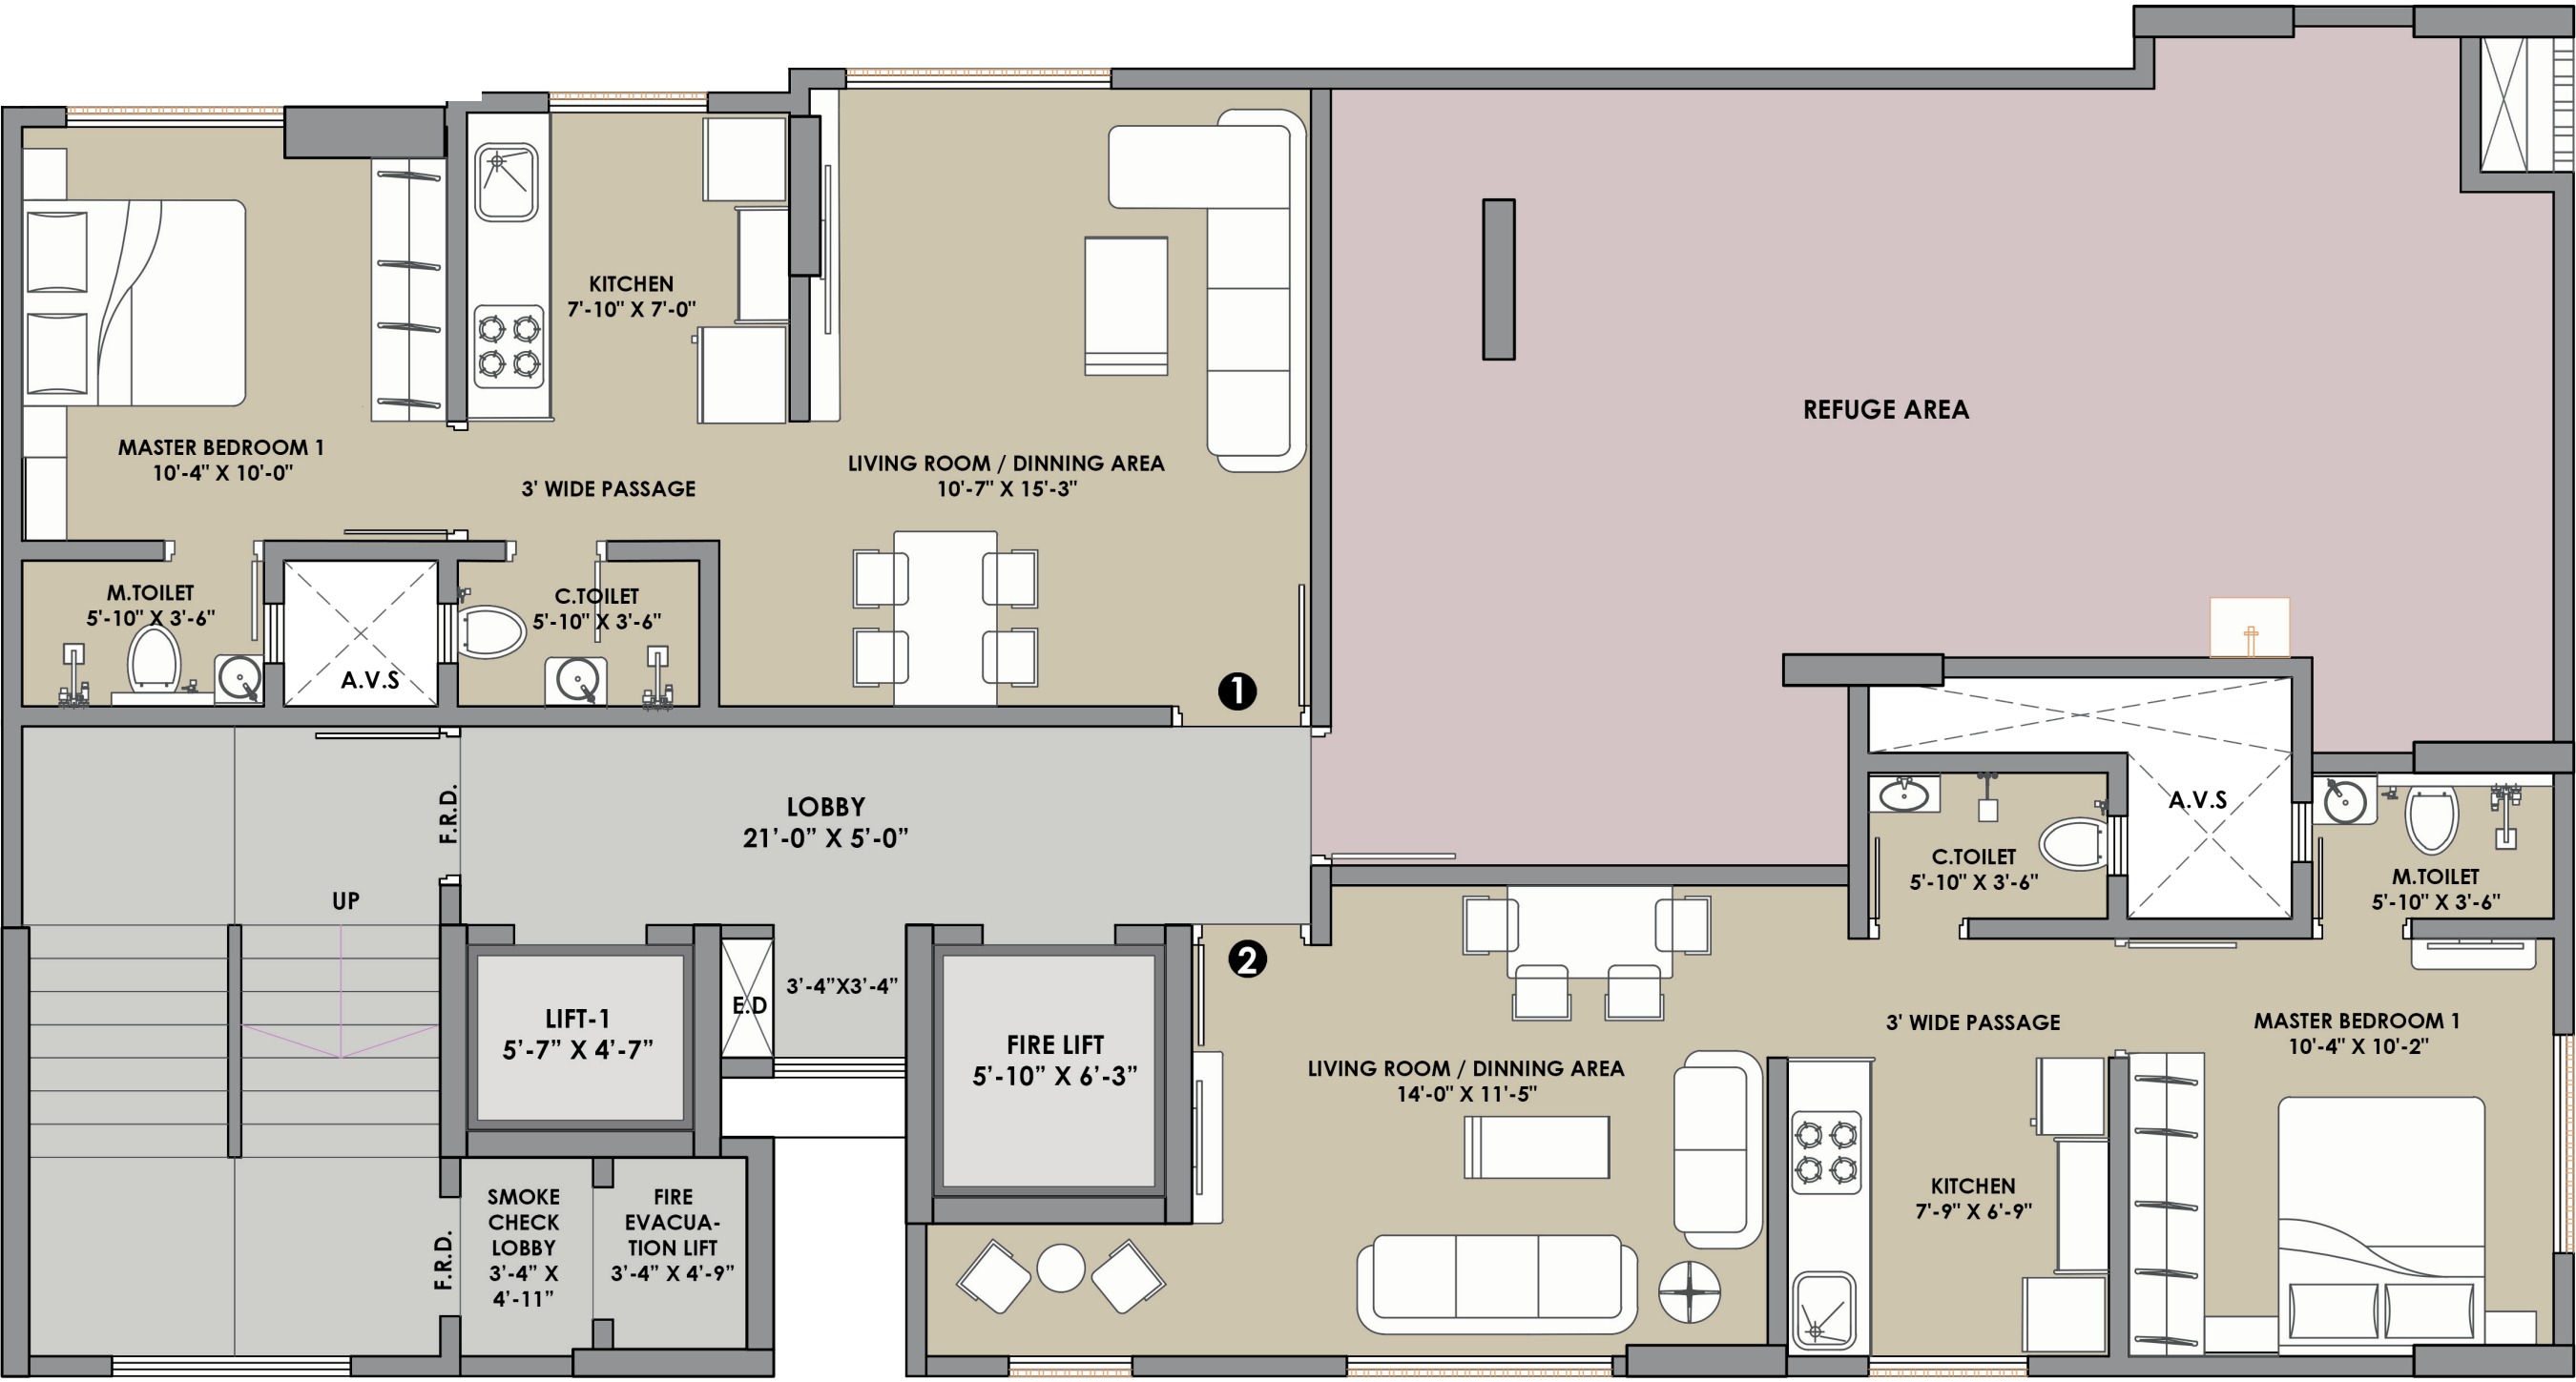 KITCHEN
7'-10" X 7'-0"
REFUGE AREA
MASTER BEDROOM 1
10'-4" X 10'-0"
LIVING ROOM / DINNING AREA
10'-7" X 15'-3"
3' WIDE PASSAGE
M.TOILET
5'-10" X 3'-6"
C.TOILET
5'-10" X 3'-6"
A.V.S
1
LOBBY
21'-0" X 5'-0"
F.R.D.
UP
A.V.S
C.TOILET
5'-10" X 3'-6"
M.TOILET
5'-10" X 3'-6"
2
3'-4"X3'-4"
E.D
LIFT-1
5'-7" X 4'-7"
FIRE LIFT
5'-10" X 6'-3"
3' WIDE PASSAGE
MASTER BEDROOM 1
10'-4" X 10'-2"
LIVING ROOM / DINNING AREA
14'-0" X 11'-5"
KITCHEN
7'-9" X 6'-9"
F.R.D.
SMOKE
CHECK
LOBBY
3'-4" X
4'-11"
FIRE
EVACUA-
TION LIFT
3'-4" X 4'-9"